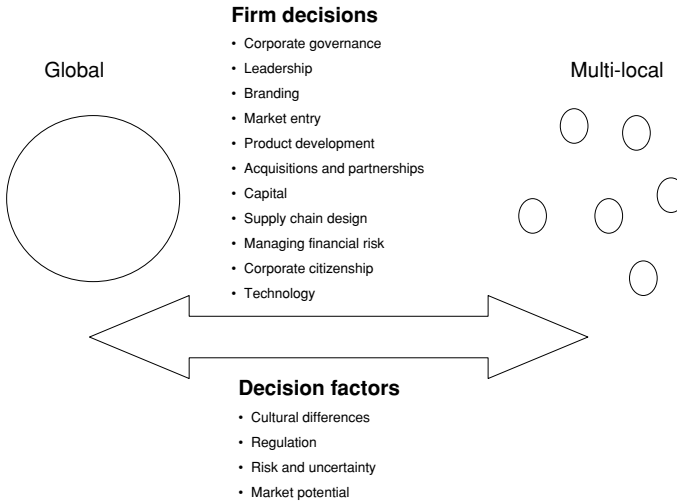 Firm decisions
• Corporate governance
Global
• Leadership
Multi-local
• Branding
• Market entry
• Product development
• Acquisitions and partnerships
• Capital
• Supply chain design
• Managing financial risk
• Corporate citizenship
• Technology
Decision factors
• Cultural differences
• Regulation
• Risk and uncertainty
• Market potential